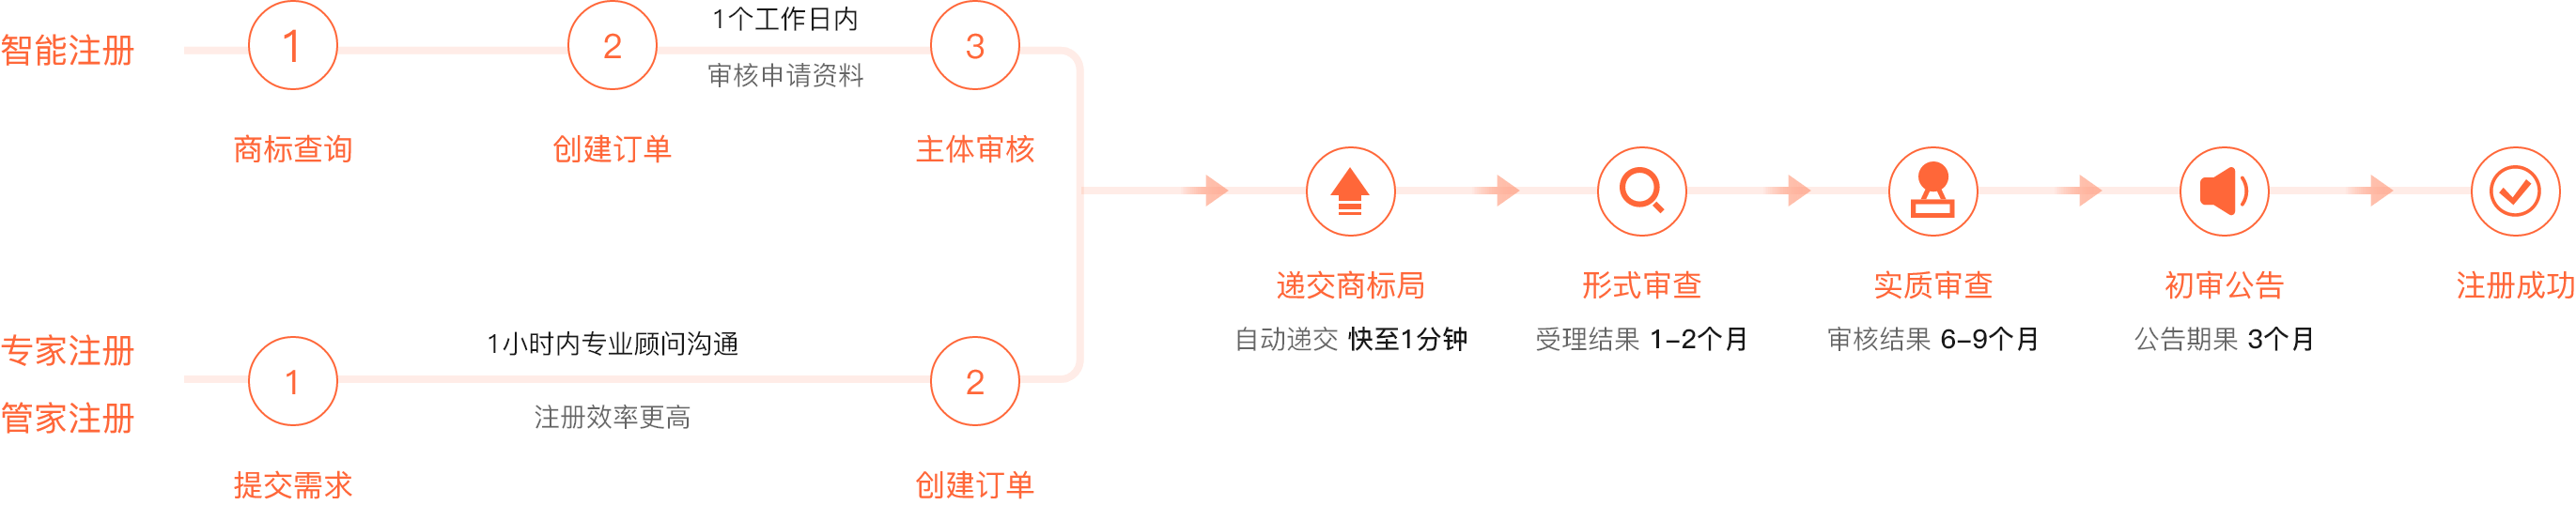 智能注册
1
2
1个工作日内
审核申请资料
3
商标查询
创建订单
主体审核
专家注册
管家注册
1
1小时内专业顾问沟通
注册效率更高
2
提交需求
创建订单
递交商标局
自动递交 快至1分钟
形式审查
受理结果 1-2个月
实质审查
审核结果 6-9个月
初审公告
公告期果 3个月
注册成功